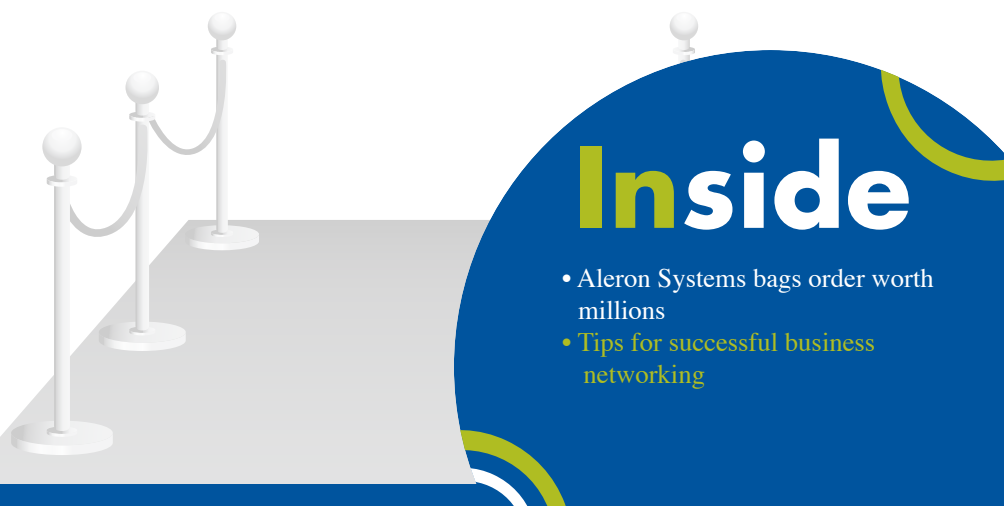 Inside
• Aleron Systems bags order worth
millions
• Tips for successful business
networking